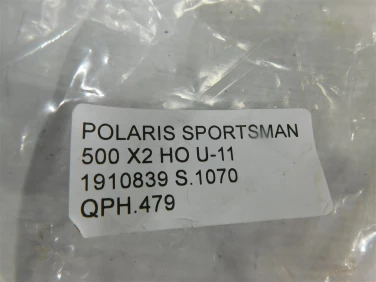 POLARIS SPORTSMAN
500 X2 HO U-11
1910839 S.1070
QPH.479